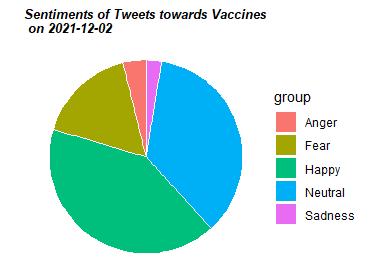 Sentiments of Tweets towards Vaccines
on 2021-12-02
group
Anger
Fear
Happy
Neutral
Sadness